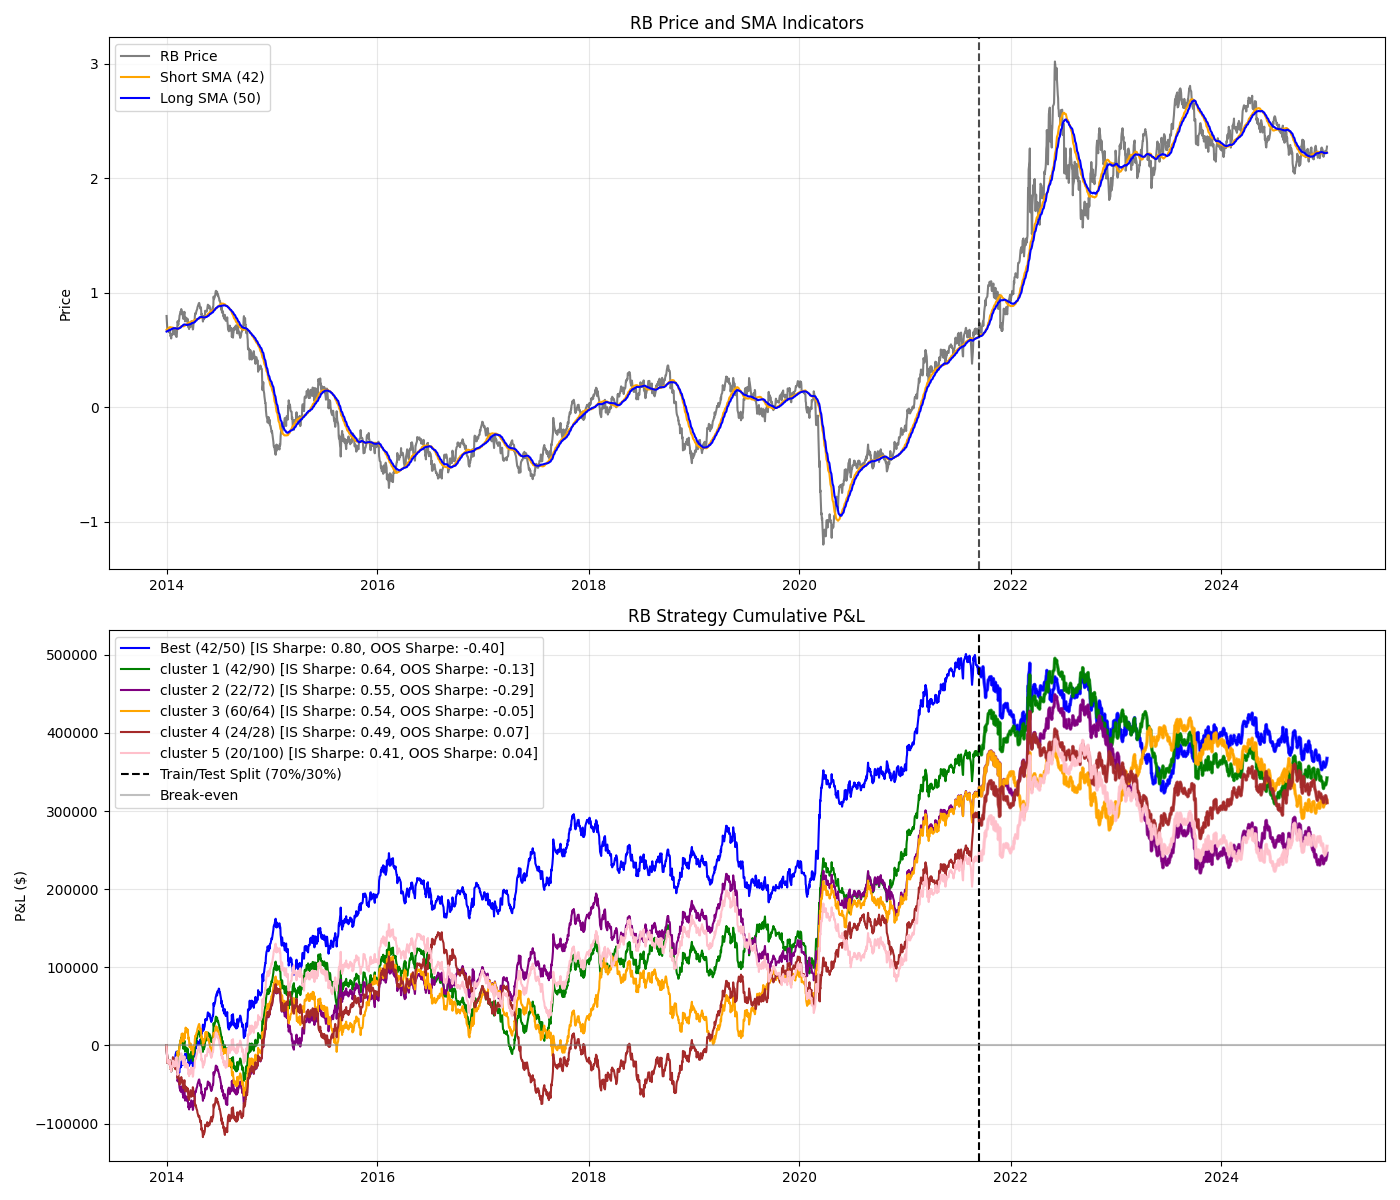 RB Price and SMA Indicators
RB Price
Short SMA (42)
Long SMA (50)
Price
3
2
1
0
−1
2014
2016
2018
2020
2022
2024
RB Strategy Cumulative P&L
Best (42/50) [IS Sharpe: 0.80, OOS Sharpe: -0.40]
cluster 1 (42/90) [IS Sharpe: 0.64, OOS Sharpe: -0.13]
cluster 2 (22/72) [IS Sharpe: 0.55, OOS Sharpe: -0.29]
cluster 3 (60/64) [IS Sharpe: 0.54, OOS Sharpe: -0.05]
cluster 4 (24/28) [IS Sharpe: 0.49, OOS Sharpe: 0.07]
cluster 5 (20/100) [IS Sharpe: 0.41, OOS Sharpe: 0.04]
Train/Test Split (70%/30%)
Break-even
P&L ($)
500000
400000
300000
200000
100000
0
−100000
2014
2016
2018
2020
2022
2024